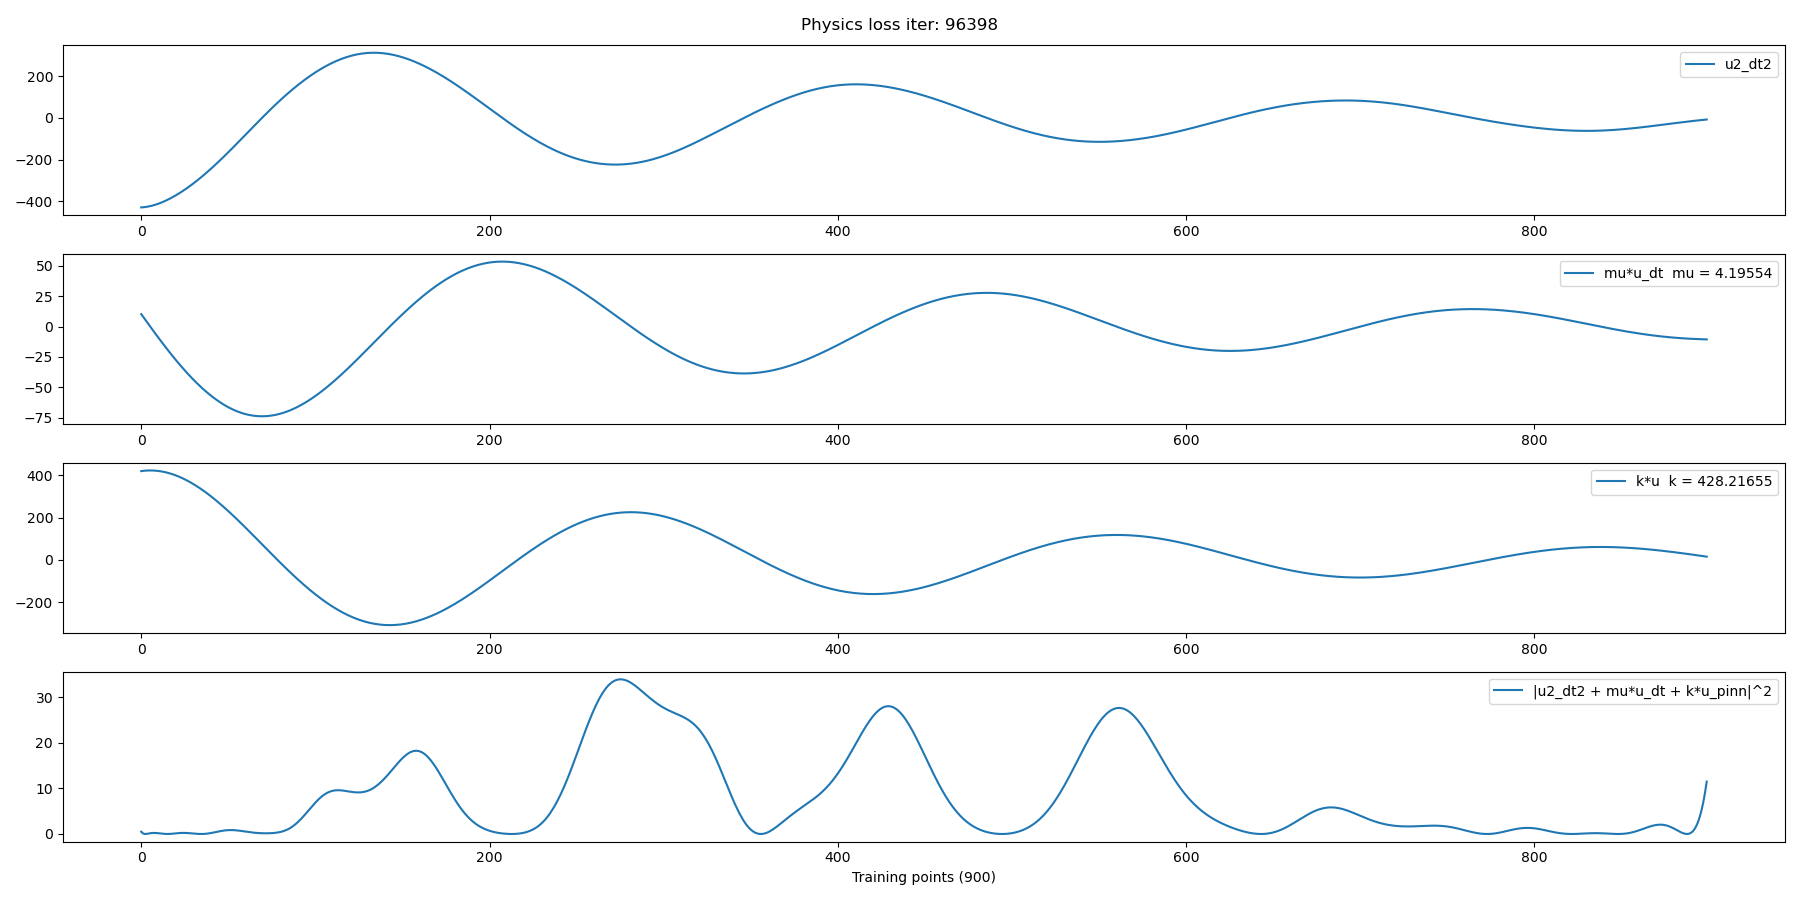 Physics loss iter: 96398
u2_dt2
200
0
−200
−400
0 200 400 600 800
mu*u_dt  mu = 4.19554
50
25
0
−25
−50
−75
0 200 400 600 800
k*u  k = 428.21655
400
200
0
−200
0 200 400 600 800
|u2_dt2 + mu*u_dt + k*u_pinn|^2
30
20
10
0
0 200 400 600 800
Training points (900)